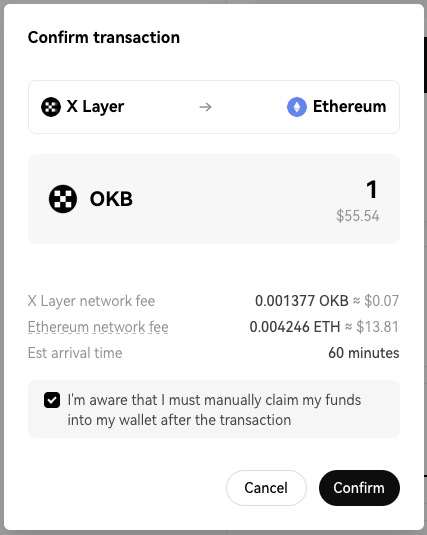 Confirm transaction
X Layer → Ethereum
OKB 1
$55.54
X Layer network fee 0.001377 OKB ≈ $0.07
Ethereum network fee 0.004246 ETH ≈ $13.81
Est arrival time 60 minutes
I'm aware that I must manually claim my funds
into my wallet after the transaction
Cancel Confirm